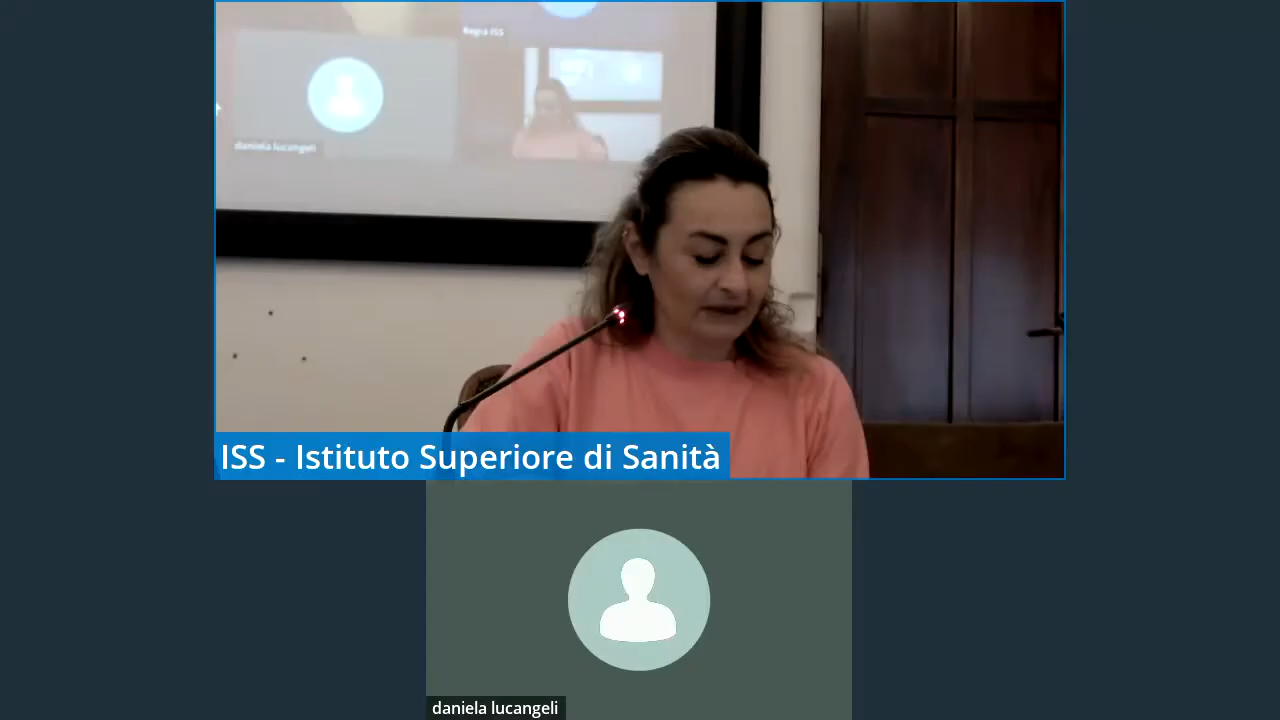 Regia ISS
daniela lucangeli
ISS - Istituto Superiore di Sanità
daniela lucangeli